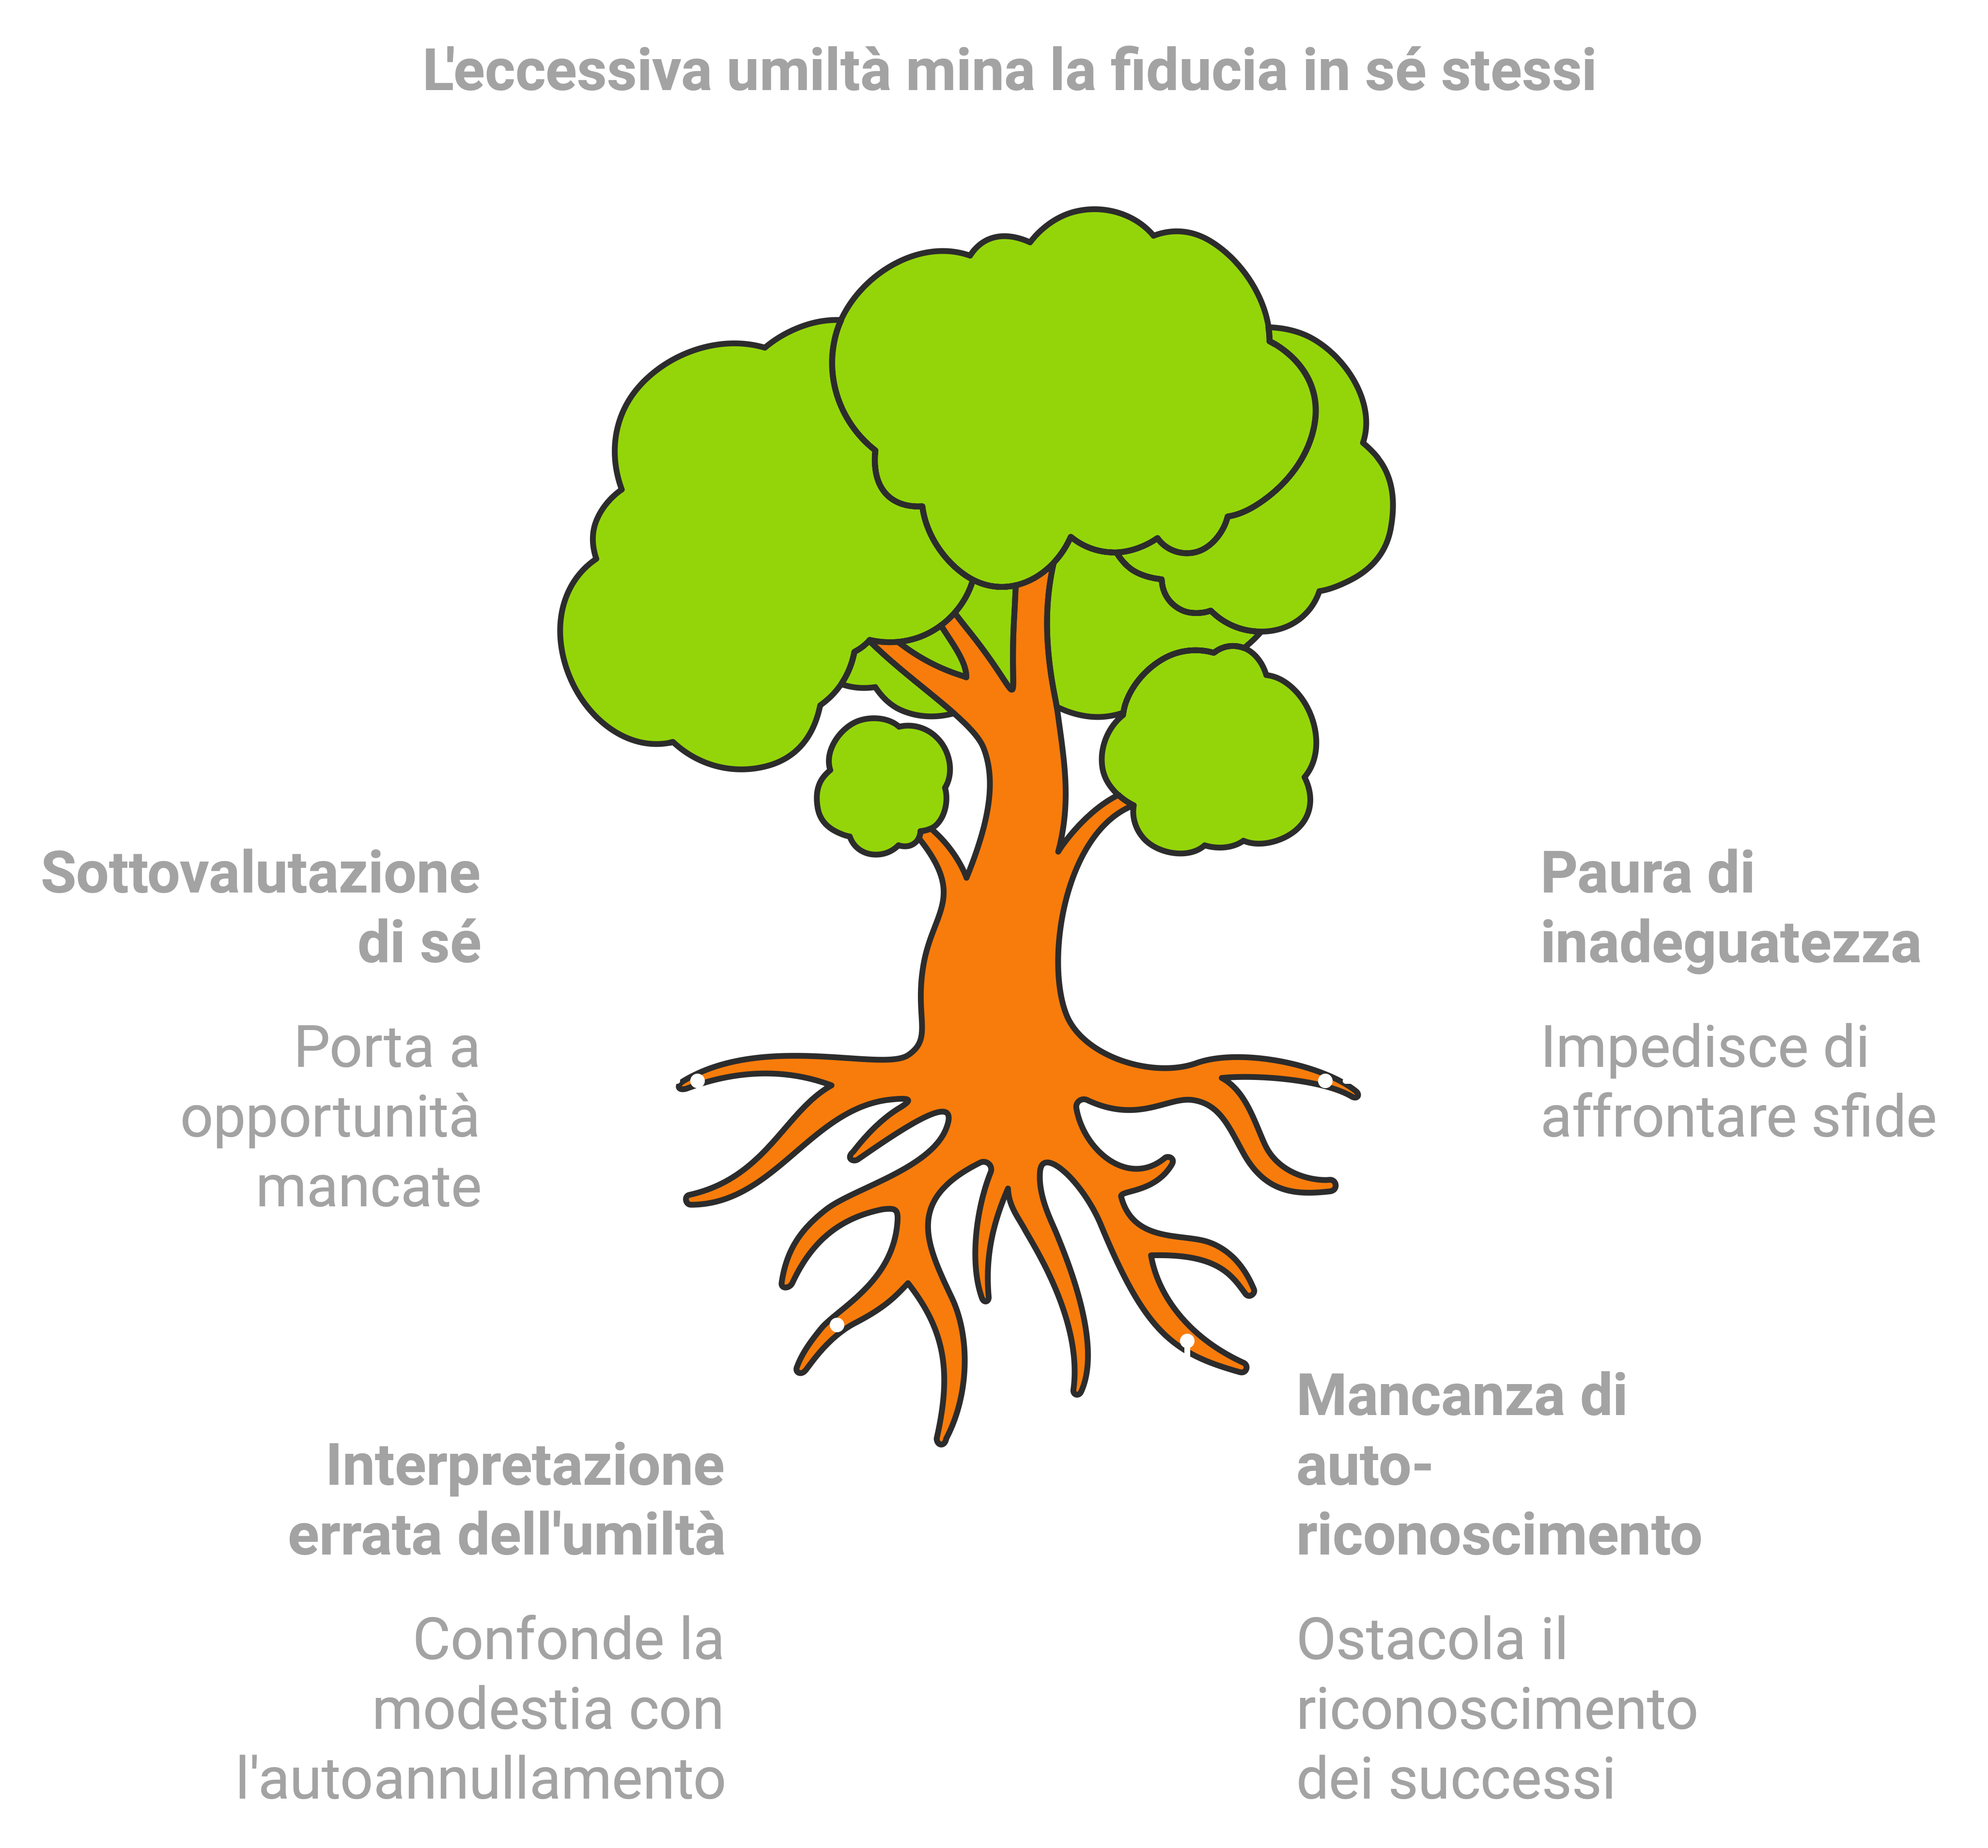 L'eccessiva umiltà mina la fiducia in sé stessi
Sottovalutazione
di sé
Porta a
opportunità
mancate
Paura di
inadeguatezza
Impedisce di
affrontare sfide
Interpretazione
errata dell'umiltà
Confonde la
modestia con
l'autoannullamento
Mancanza di
auto-
riconoscimento
Ostacola il
riconoscimento
dei successi